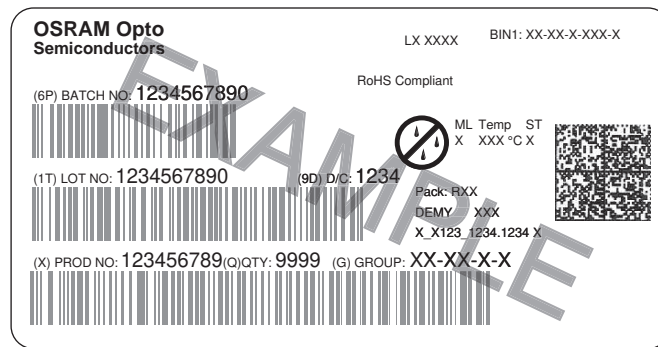 OSRAM Opto
Semiconductors
LX XXXX
BIN1: XX-XX-X-XXX-X
RoHS Compliant
(6P) BATCH NO: 1234567890
ML Temp ST
X XXX °C X
(1T) LOT NO: 1234567890 (9D) D/C: 1234
Pack: RXX
DEMY XXX
X_X123_1234.1234 X
(X) PROD NO: 123456789(Q)QTY: 9999 (G) GROUP: XX-XX-X-X
EXAMPLE